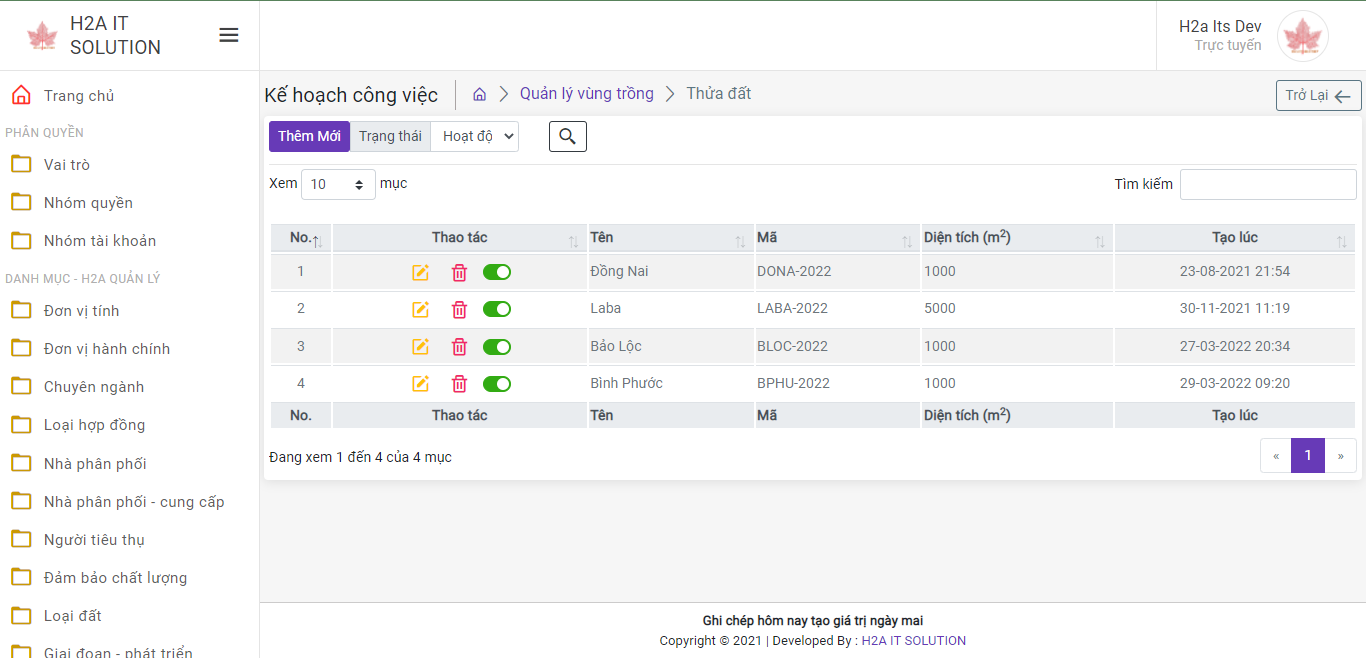 H2A IT
SOLUTION
H2a Its Dev
Trực tuyến
Trang chủ
PHÂN QUYỀN
Vai trò
Nhóm quyền
Nhóm tài khoản
DANH MỤC - H2A QUẢN LÝ
Đơn vị tính
Đơn vị hành chính
Chuyên ngành
Loại hợp đồng
Nhà phân phối
Nhà phân phối - cung cấp
Người tiêu thụ
Đảm bảo chất lượng
Loại đất
Giai đoạn - phát triển
Kế hoạch công việc Quản lý vùng trồng Thửa đất
Trở Lại
Thêm Mới Trạng thái Hoạt độ
Xem 10 mục
Tìm kiếm
No. Thao tác Tên Mã Diện tích (m²) Tạo lúc
1 Đồng Nai DONA-2022 1000 23-08-2021 21:54
2 Laba LABA-2022 5000 30-11-2021 11:19
3 Bảo Lộc BLOC-2022 1000 27-03-2022 20:34
4 Bình Phước BPHU-2022 1000 29-03-2022 09:20
No. Thao tác Tên Mã Diện tích (m²) Tạo lúc
Đang xem 1 đến 4 của 4 mục
« 1 »
Ghi chép hôm nay tạo giá trị ngày mai
Copyright © 2021 | Developed By : H2A IT SOLUTION